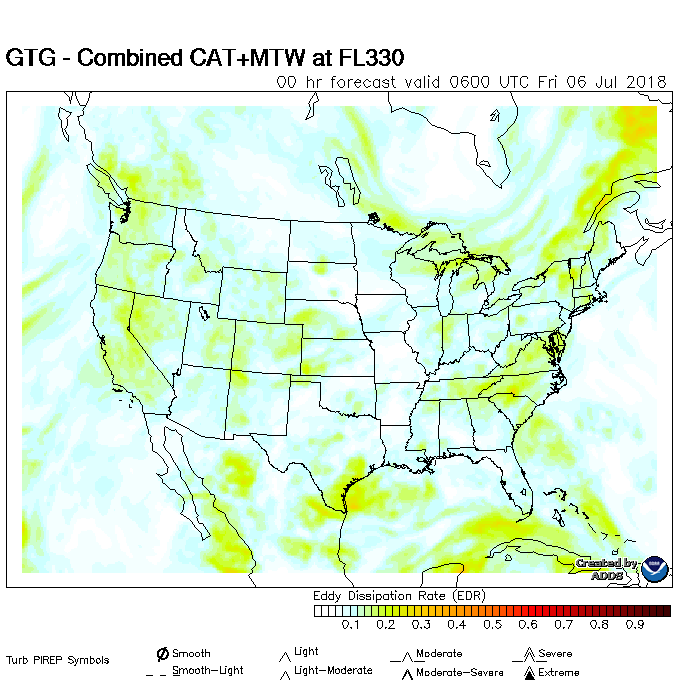 GTG - Combined CAT+MTW at FL330
00 hr forecast valid 0600 UTC Fri 06 Jul 2018
Created by
ADDS
Eddy Dissipation Rate (EDR)
0.1 0.2 0.3 0.4 0.5 0.6 0.7 0.8 0.9
Turb PIREP Symbols
Smooth Light Moderate Severe
Smooth-Light Light-Moderate Moderate-Severe Extreme